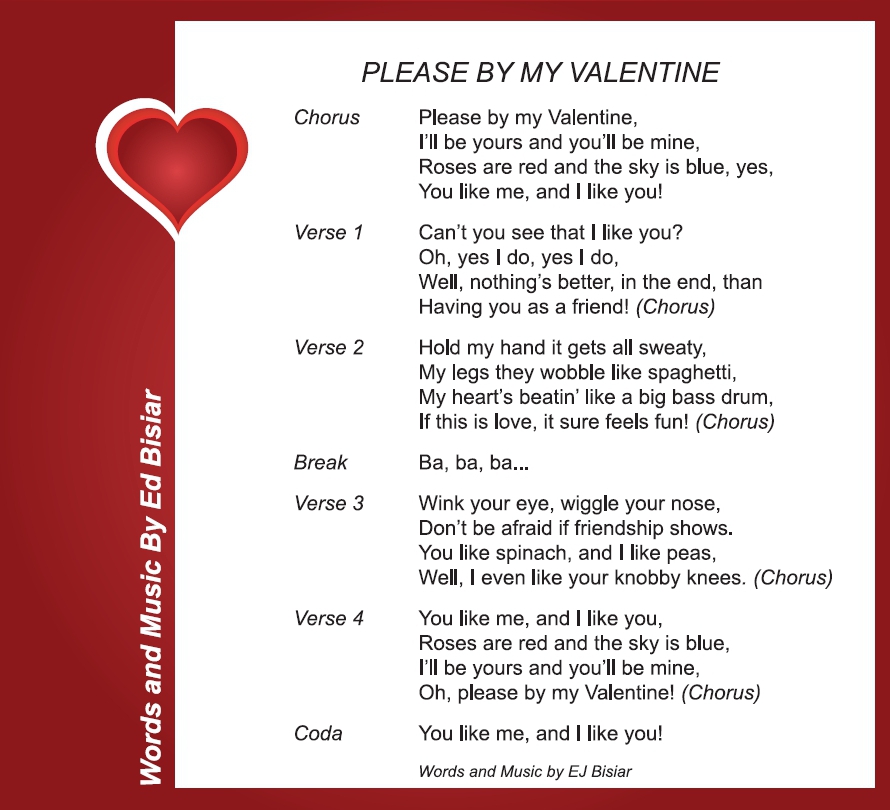 PLEASE BY MY VALENTINE
Chorus Please by my Valentine,
I'll be yours and you'll be mine,
Roses are red and the sky is blue, yes,
You like me, and I like you!
Verse 1 Can't you see that I like you?
Oh, yes I do, yes I do,
Well, nothing's better, in the end, than
Having you as a friend! (Chorus)
Verse 2 Hold my hand it gets all sweaty,
My legs they wobble like spaghetti,
My heart's beatin' like a big bass drum,
If this is love, it sure feels fun! (Chorus)
Break Ba, ba, ba...
Verse 3 Wink your eye, wiggle your nose,
Don't be afraid if friendship shows.
You like spinach, and I like peas,
Well, I even like your knobby knees. (Chorus)
Verse 4 You like me, and I like you,
Roses are red and the sky is blue,
I'll be yours and you'll be mine,
Oh, please by my Valentine! (Chorus)
Coda You like me, and I like you!
Words and Music by EJ Bisiar
Words and Music By Ed Bisiar